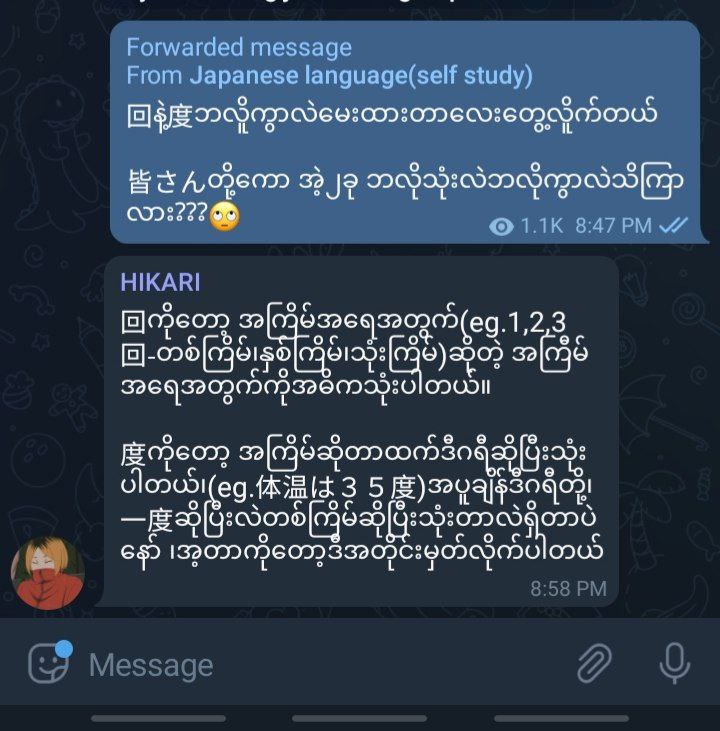 Forwarded message
From Japanese language(self study)
回နဲ့度ဘလိူကွာလဲမေးထားတာလေးတွေ့လိူက်တယ်
皆さんတို့ကော အဲ့၂ခု ဘလိုသုံးလဲဘလိုကွာလဲသိကြာ
လား???🙄
1.1K 8:47 PM
HIKARI
回ကိုတော့ အကြိမ်အရေအတွက်(eg.1,2,3
回-တစ်ကြိမ်၊နှစ်ကြိမ်၊သုံးကြိမ်)ဆိုတဲ့ အကြိမ်
အရေအတွက်ကိုအဓိကသုံးပါတယ်။
度ကိုတော့ အကြိမ်ဆိုတာထက်ဒီဂရီဆိုပြီးသုံး
ပါတယ်၊(eg.体温は３５度)အပူချိန်ဒီဂရီတို့၊
一度ဆိုပြီးလဲတစ်ကြိမ်ဆိုပြီးသုံးတာလဲရှိတာပဲ
နော် ၊အ့တာကိုတော့ဒီအတိုင်းမှတ်လိုက်ပါတယ်
8:58 PM
Message